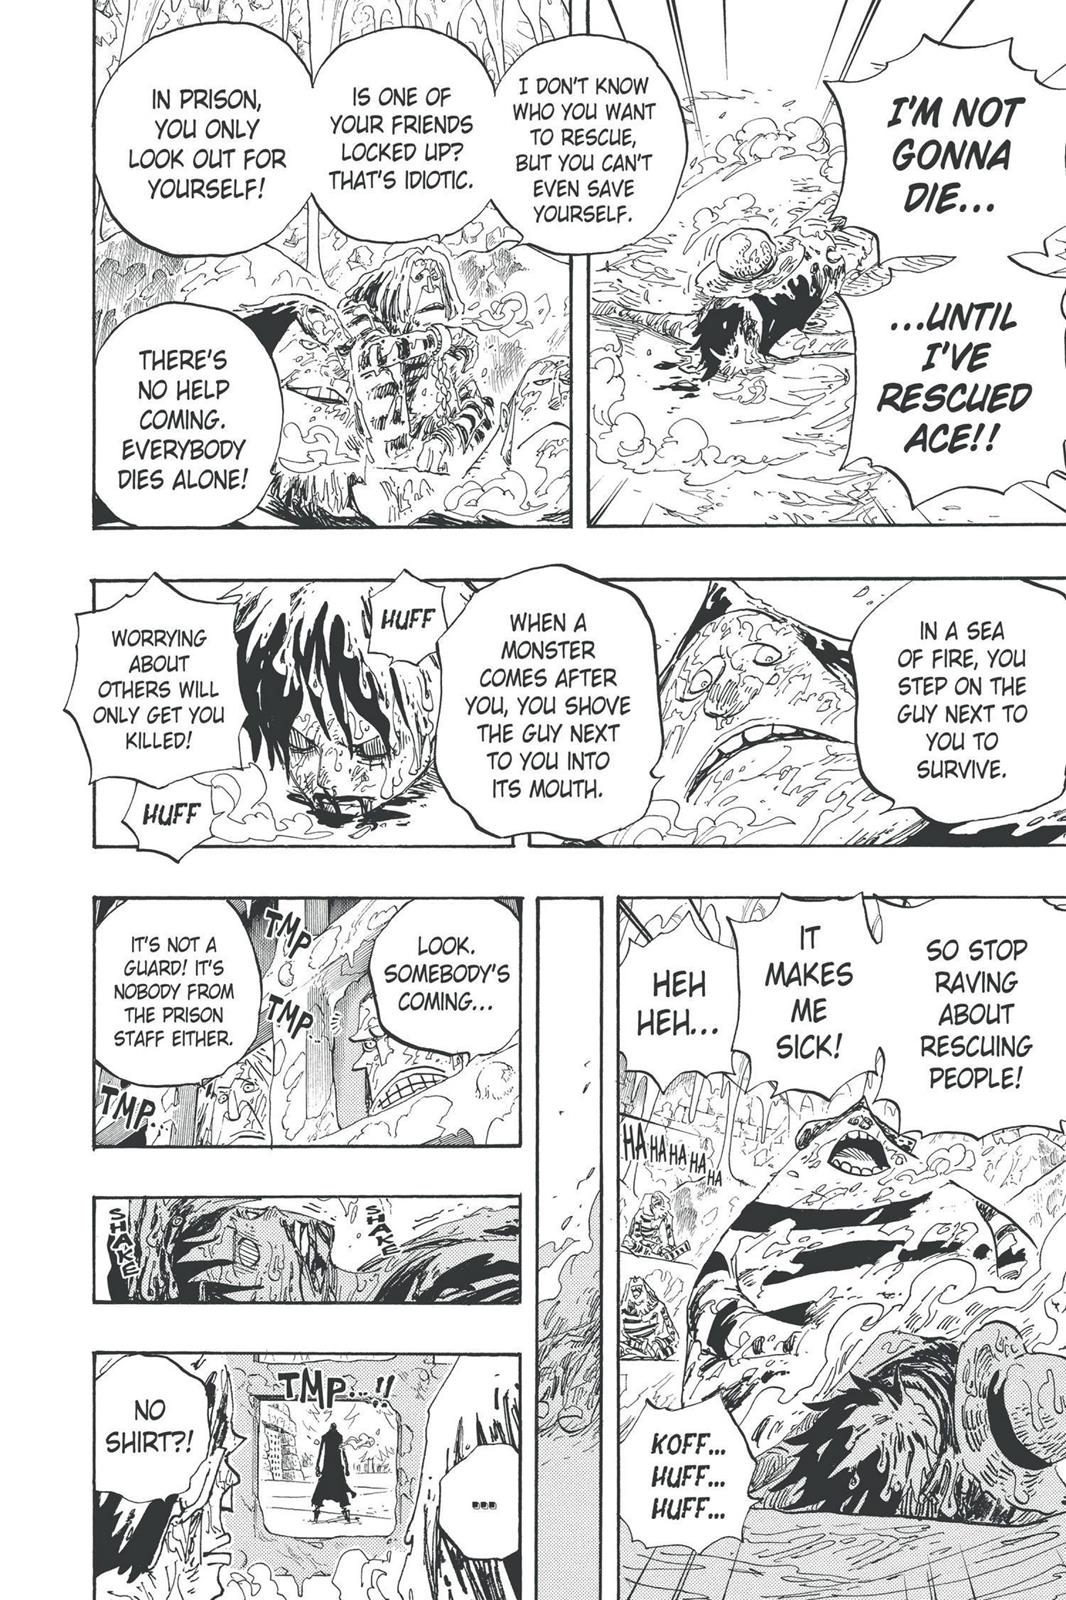 I'M NOT
GONNA
DIE...
...UNTIL
I'VE
RESCUED
ACE!!
I DON'T KNOW
WHO YOU WANT
TO RESCUE,
BUT YOU CAN'T
EVEN SAVE
YOURSELF.
IS ONE OF
YOUR FRIENDS
LOCKED UP?
THAT'S IDIOTIC.
IN PRISON,
YOU ONLY
LOOK OUT FOR
YOURSELF!
THERE'S
NO HELP
COMING.
EVERYBODY
DIES ALONE!
IN A SEA
OF FIRE, YOU
STEP ON THE
GUY NEXT TO
YOU TO
SURVIVE.
WHEN A
MONSTER
COMES AFTER
YOU, YOU SHOVE
THE GUY NEXT
TO YOU INTO
ITS MOUTH.
HUFF
WORRYING
ABOUT
OTHERS WILL
ONLY GET YOU
KILLED!
HUFF
SO STOP
RAVING
ABOUT
RESCUING
PEOPLE!
IT
MAKES
ME
SICK!
HEH
HEH...
HA HA HA HA HA
KOFF...
HUFF...
HUFF...
LOOK.
SOMEBODY'S
COMING...
TMP
TMP...
TMP...
IT'S NOT A
GUARD! IT'S
NOBODY FROM
THE PRISON
STAFF EITHER.
SHAKE
SHAKE
TMP...!!
...
NO
SHIRT?!